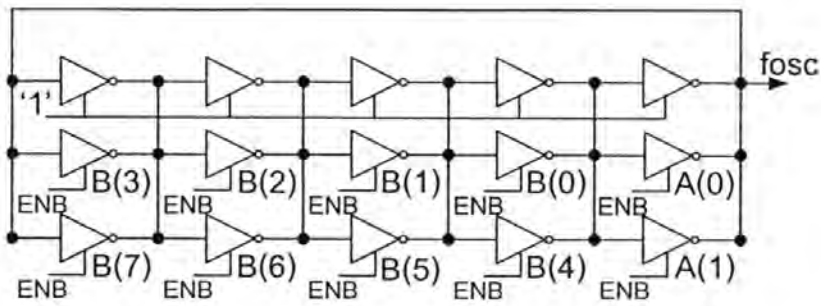 fosc
'1'
B(3) B(2) B(1) B(0) A(0)
ENB ENB ENB ENB ENB
B(7) B(6) B(5) B(4) A(1)
ENB ENB ENB ENB ENB